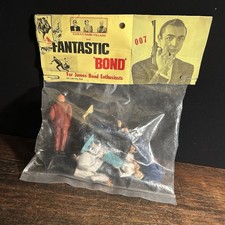 FANTASTIC
"BOND"
For James Bond Enthusiasts
007